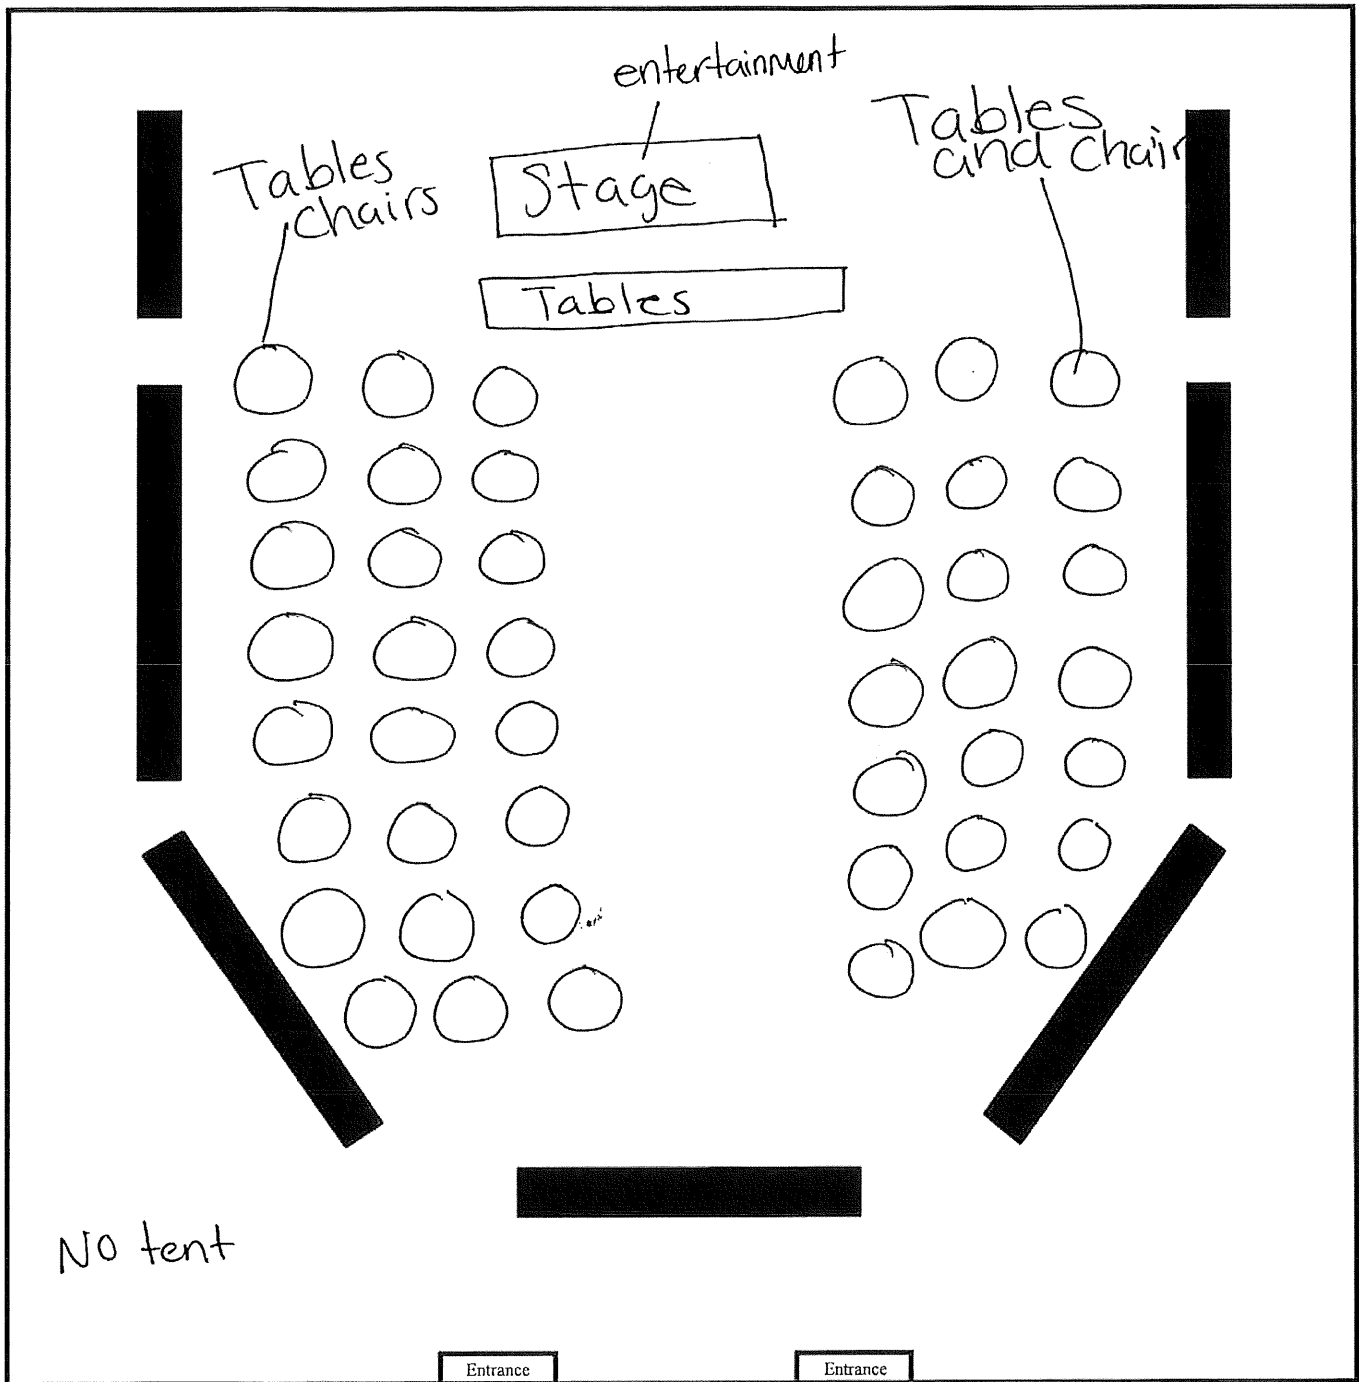 entertainment
Tables
and chair
Tables
chairs
Stage
Tables
NO tent
Entrance
Entrance